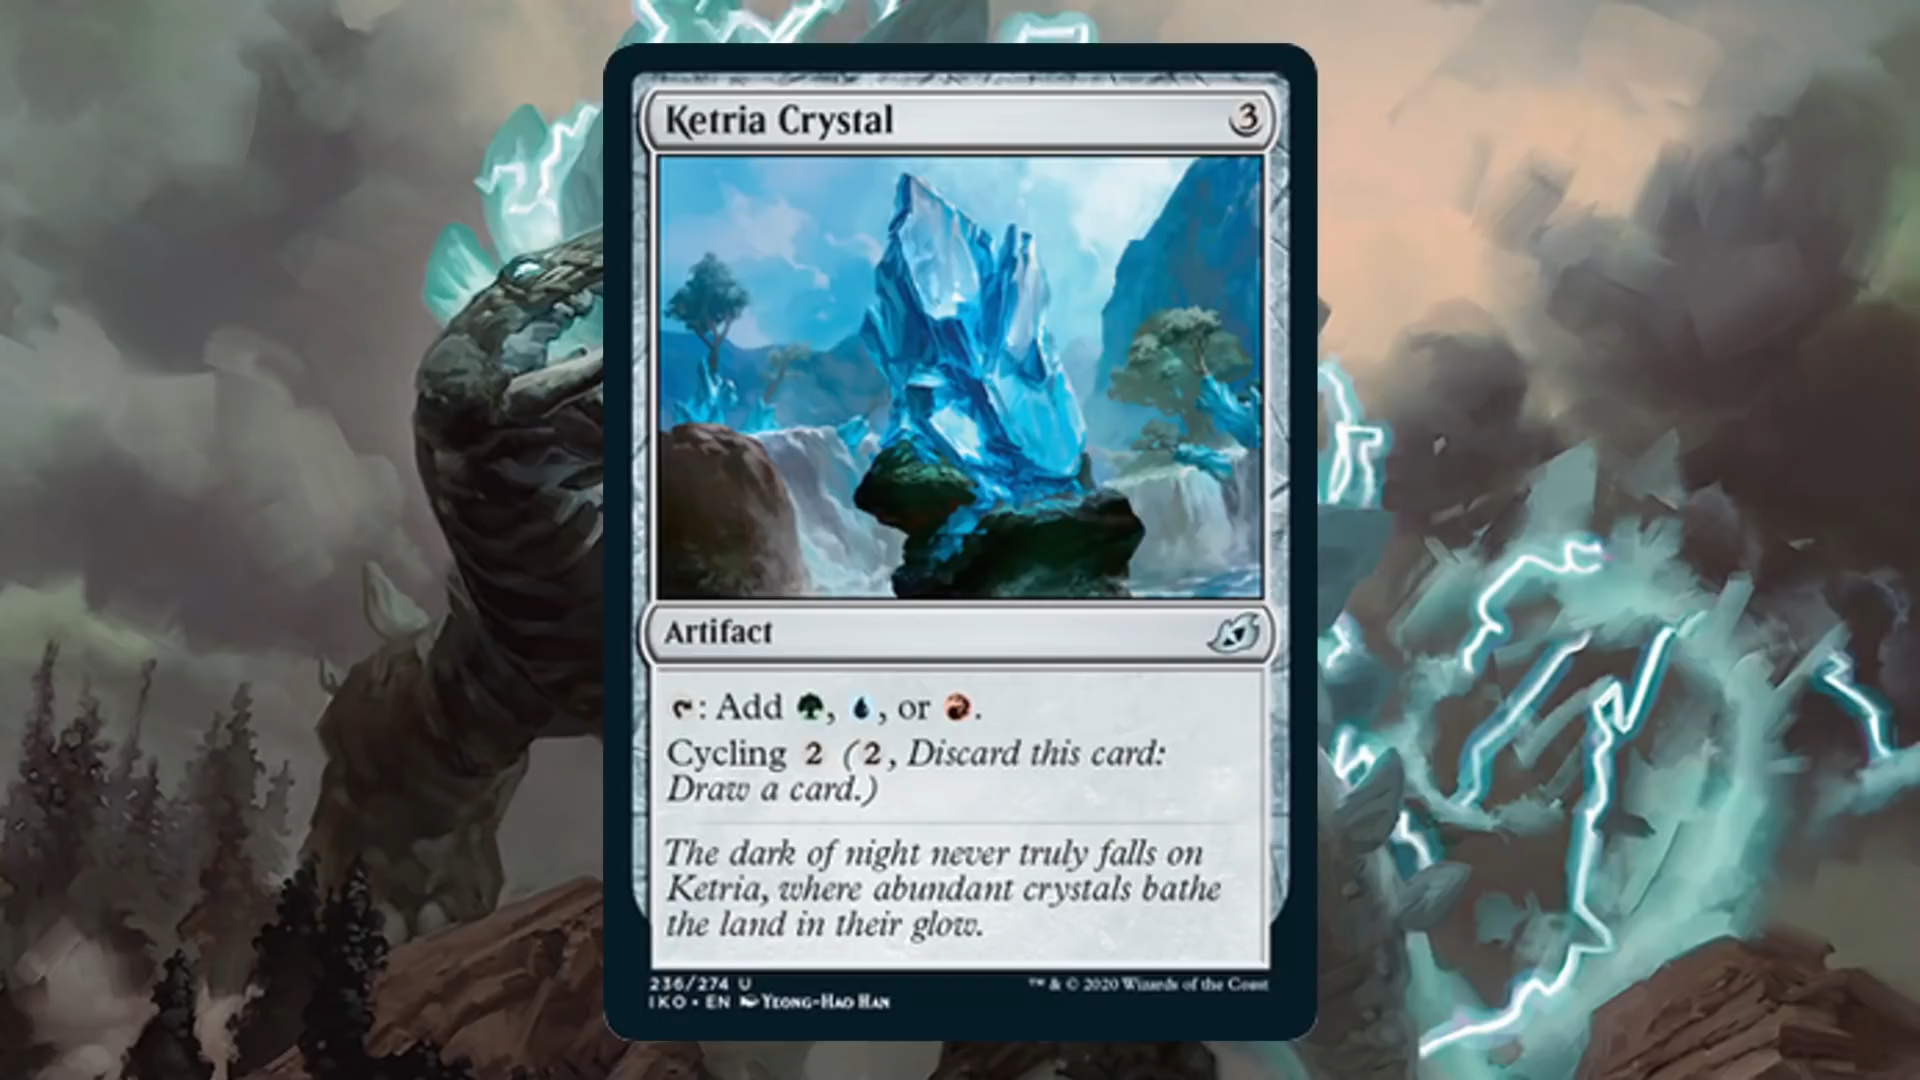 Ketria Crystal 3
Artifact
: Add , , or .
Cycling 2 (2, Discard this card:
Draw a card.)
The dark of night never truly falls on
Ketria, where abundant crystals bathe
the land in their glow.
236/274 U ™ & © 2020 Wizards of the Coast
IKO • EN Yeong-Hao Han